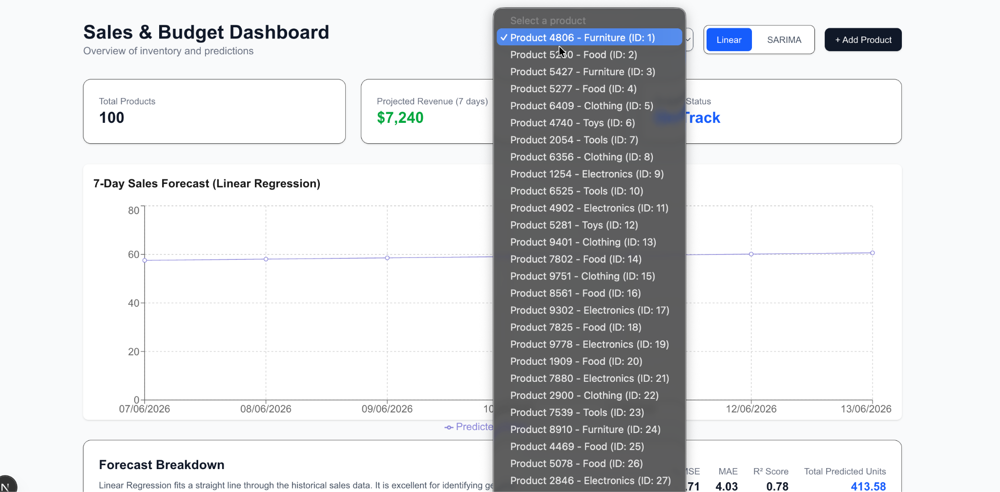 Sales & Budget Dashboard
Overview of inventory and predictions
Select a product
✓ Product 4806 - Furniture (ID: 1)
Product 5 0 - Food (ID: 2)
Product 5427 - Furniture (ID: 3)
Product 5277 - Food (ID: 4)
Product 6409 - Clothing (ID: 5)
Product 4740 - Toys (ID: 6)
Product 2054 - Tools (ID: 7)
Product 6356 - Clothing (ID: 8)
Product 1254 - Electronics (ID: 9)
Product 6525 - Tools (ID: 10)
Product 4902 - Electronics (ID: 11)
Product 5281 - Toys (ID: 12)
Product 9401 - Clothing (ID: 13)
Product 7802 - Food (ID: 14)
Product 9751 - Clothing (ID: 15)
Product 8561 - Food (ID: 16)
Product 9302 - Electronics (ID: 17)
Product 7825 - Food (ID: 18)
Product 9778 - Electronics (ID: 19)
Product 1909 - Food (ID: 20)
Product 7880 - Electronics (ID: 21)
Product 2900 - Clothing (ID: 22)
Product 7539 - Tools (ID: 23)
Product 8910 - Furniture (ID: 24)
Product 4469 - Food (ID: 25)
Product 5078 - Food (ID: 26)
Product 2846 - Electronics (ID: 27)
Linear
SARIMA
+ Add Product
Total Products
100
Projected Revenue (7 days)
$7,240
Status
Track
7-Day Sales Forecast (Linear Regression)
80
60
40
20
0
07/06/2026
08/06/2026
09/06/2026
10
12/06/2026
13/06/2026
Predicte
Forecast Breakdown
Linear Regression fits a straight line through the historical sales data. It is excellent for identifying ge
MSE
.71
MAE
4.03
R² Score
0.78
Total Predicted Units
413.58
N